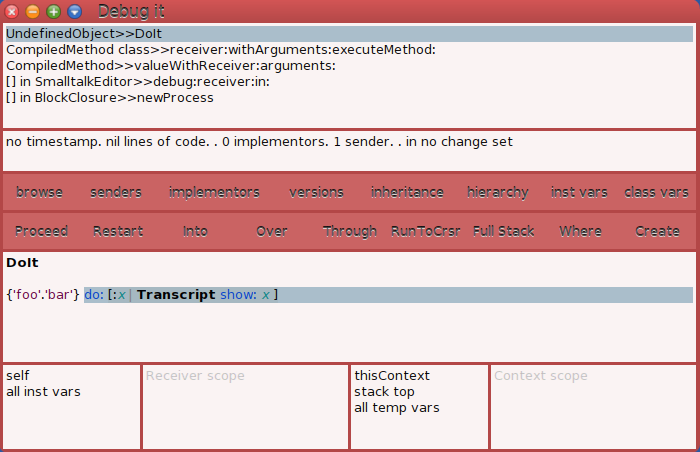 Debug it
UndefinedObject>>DoIt
CompiledMethod class>>receiver:withArguments:executeMethod:
CompiledMethod>>valueWithReceiver:arguments:
[] in SmalltalkEditor>>debug:receiver:in:
[] in BlockClosure>>newProcess
no timestamp. nil lines of code. . 0 implementors. 1 sender. . in no change set
browse senders implementors versions inheritance hierarchy inst vars class vars
Proceed Restart Into Over Through RunToCrsr Full Stack Where Create
DoIt
{'foo'.'bar'} do: [:x| Transcript show: x ]
self Receiver scope thisContext Context scope
all inst vars stack top
all temp vars